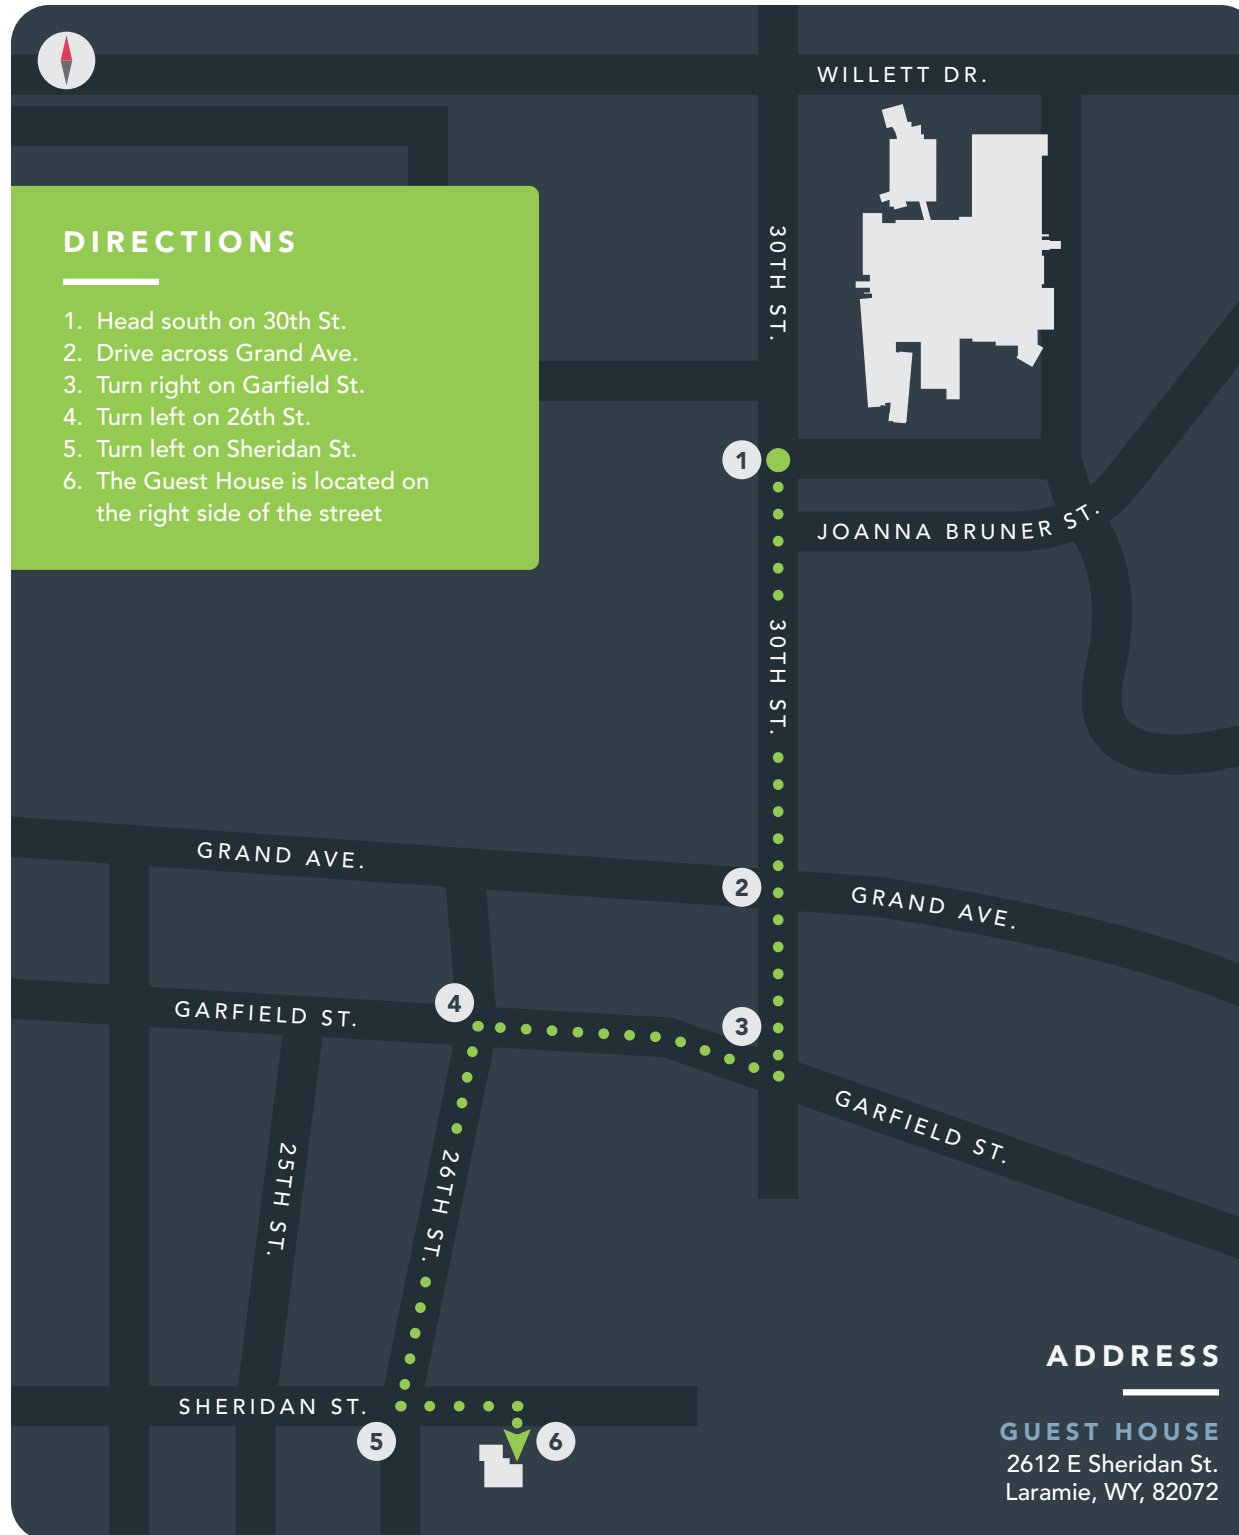 WILLETT DR.
DIRECTIONS
1. Head south on 30th St.
2. Drive across Grand Ave.
3. Turn right on Garfield St.
4. Turn left on 26th St.
5. Turn left on Sheridan St.
6. The Guest House is located on
the right side of the street
30TH ST.
1
JOANNA BRUNER ST.
30TH ST.
GRAND AVE.
2
GRAND AVE.
4
GARFIELD ST.
3
GARFIELD ST.
25TH ST.
26TH ST.
SHERIDAN ST.
5
6
ADDRESS
GUEST HOUSE
2612 E Sheridan St.
Laramie, WY, 82072